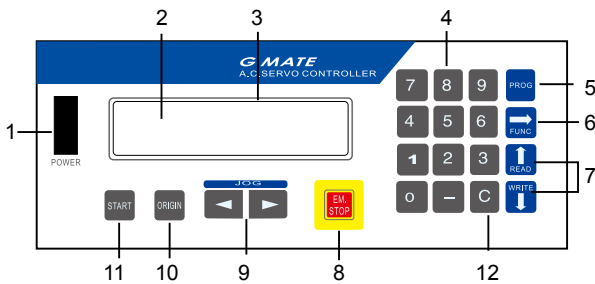 2 3 4
G MATE
A.C.SERVO CONTROLLER
7 8 9 PROG 5
4 5 6 FUNC 6
1
POWER
1 2 3 READ
7
JOG
START ORIGIN EM.
STOP
0 – C WRITE
11 10 9 8 12